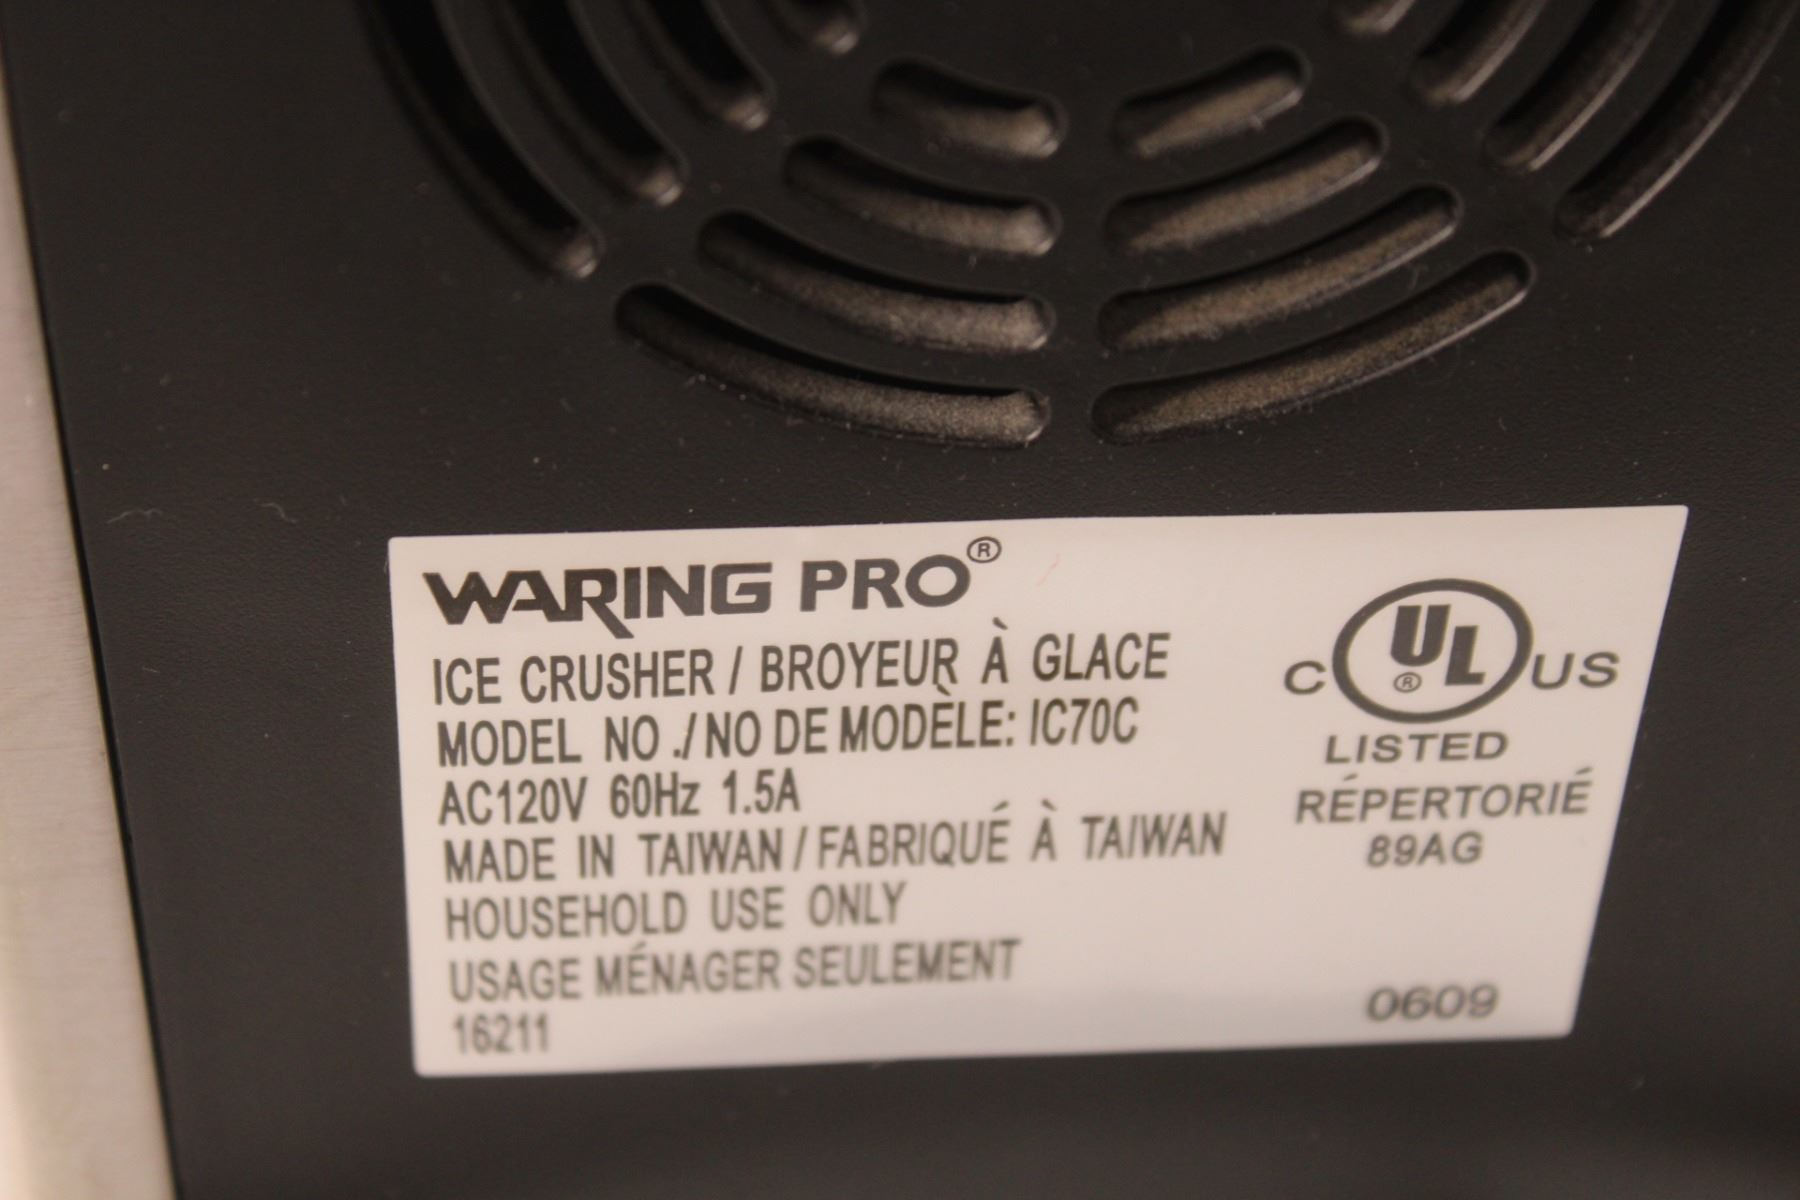 WARING PRO®
ICE CRUSHER / BROYEUR À GLACE
MODEL NO ./ NO DE MODÈLE: IC70C
AC120V 60Hz 1.5A
MADE IN TAIWAN / FABRIQUÉ À TAIWAN
HOUSEHOLD USE ONLY
USAGE MÉNAGER SEULEMENT
16211
C UL® US
LISTED
RÉPERTORIÉ
89AG
0609